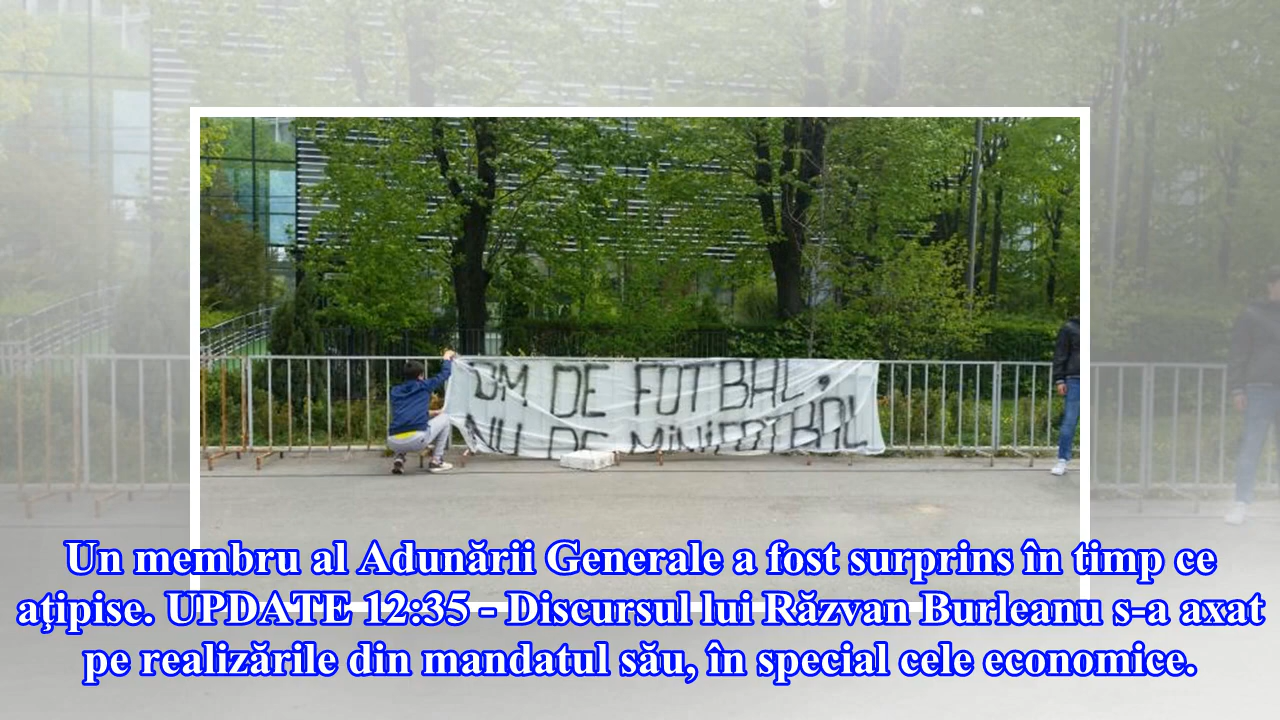 OM DE FOTBAL,
NU DE MINIFOTBAL
Un membru al Adunării Generale a fost surprins în timp ce
ațipise. UPDATE 12:35 - Discursul lui Răzvan Burleanu s-a axat
pe realizările din mandatul său, în special cele economice.